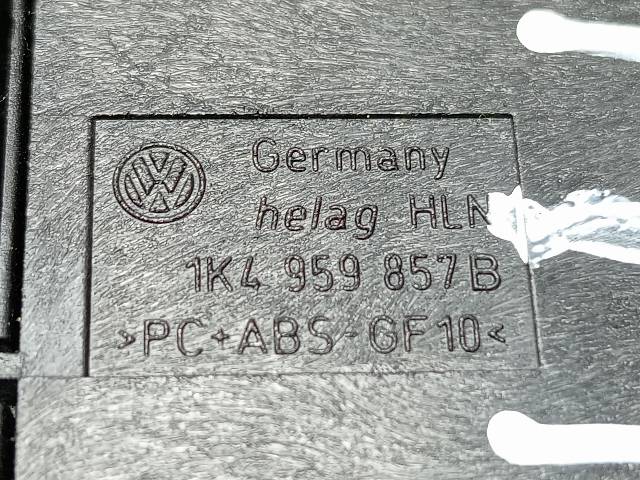 Germany
helag HLN
1K4 959 857B
>PC+ABS-GF10<